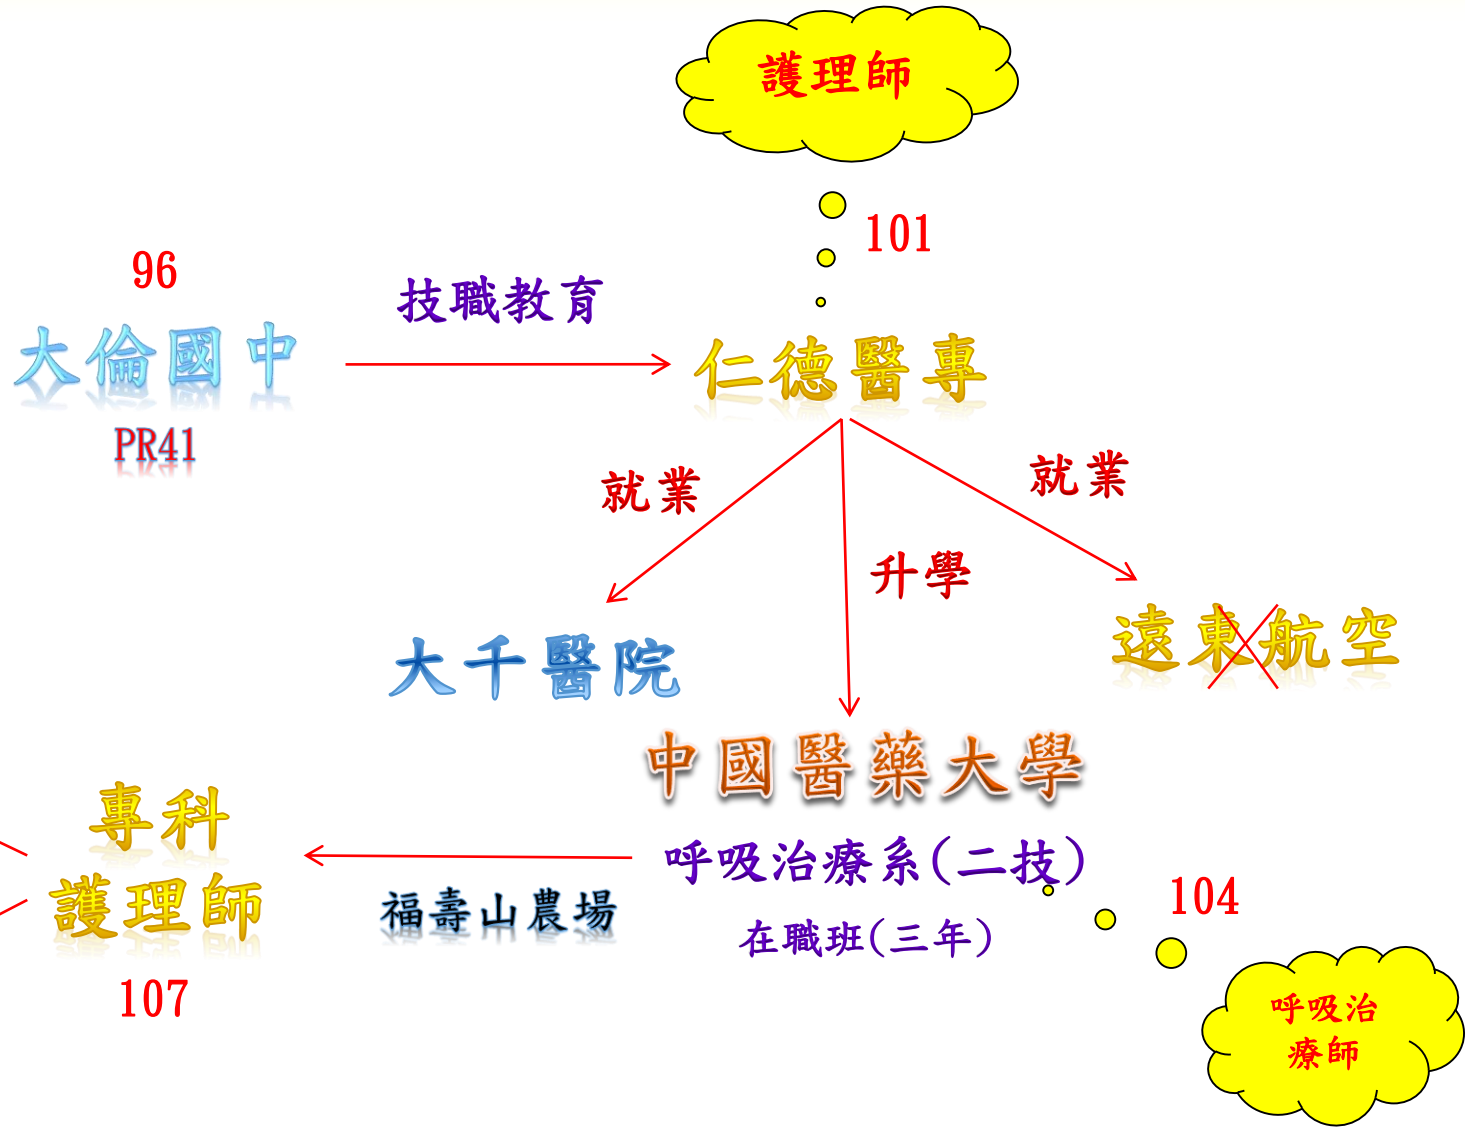 護理師
101
96
技職教育
大倫國中
仁德醫專
PR41
就業
就業
升學
遠東航空
大千醫院
中國醫藥大學
專科
護理師
呼吸治療系(二技)
福壽山農場
在職班(三年)
104
107
呼吸治
療師